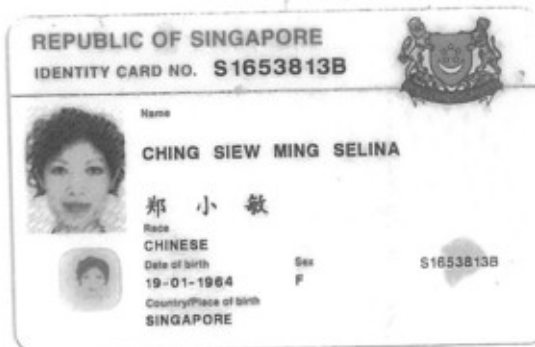 REPUBLIC OF SINGAPORE
IDENTITY CARD NO. S1653813B
Name
CHING SIEW MING SELINA
郑小敏
Race
CHINESE
Date of birth Sex
19-01-1964 F
S1653813B
Country/Place of birth
SINGAPORE